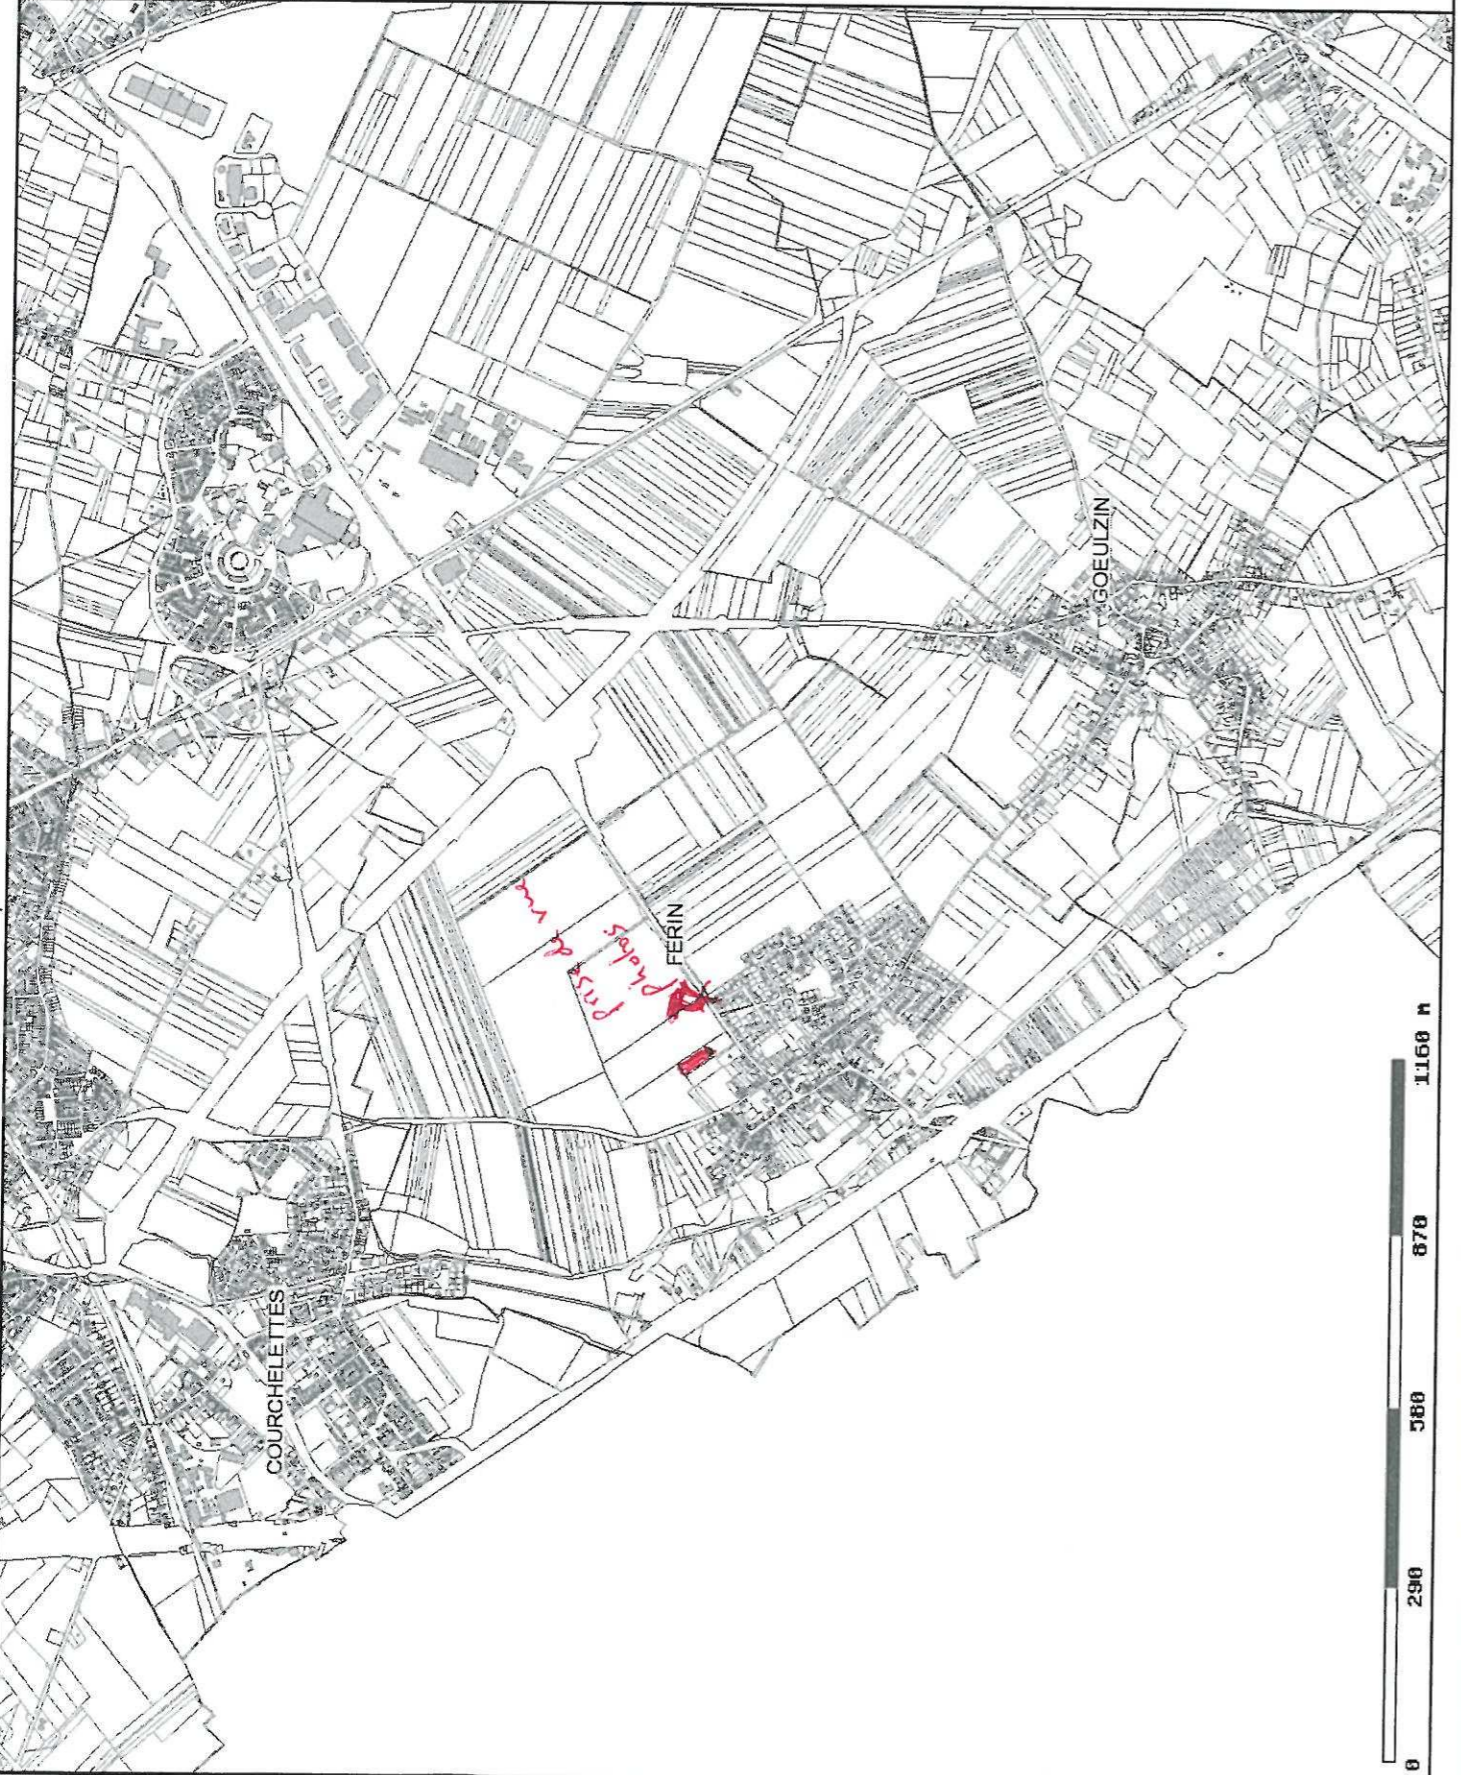 COURCHELETTES
prise de vue
Photos
FERIN
GOEULZIN
0 290 580 870 1160 m